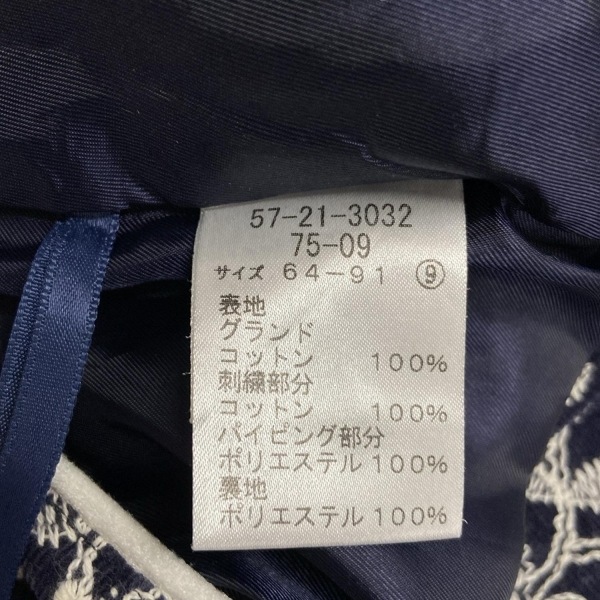 57-21-3032
75-09
サイズ 64-91 ⑨
表地
グランド
コットン 100%
刺繍部分
コットン 100%
パイピング部分
ポリエステル 100%
裏地
ポリエステル 100%